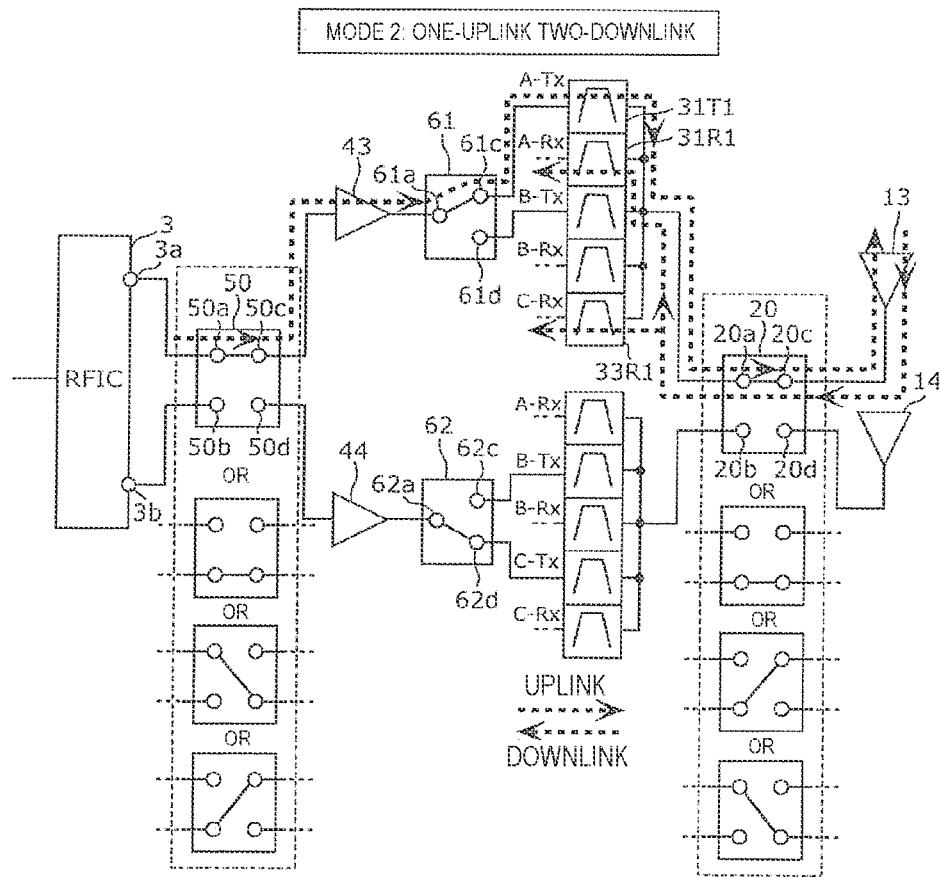 MODE 2: ONE-UPLINK TWO-DOWNLINK
A-Tx
31T1
31R1
A-Rx
B-Tx
B-Rx
C-Rx
33R1
61
61a
61c
61d
43
3
3a
3b
RFIC
50
50a
50c
50b
50d
OR
OR
OR
13
14
20
20a
20c
20b
20d
OR
OR
OR
44
62
62a
62c
62d
A-Rx
B-Tx
B-Rx
C-Tx
C-Rx
UPLINK
DOWNLINK